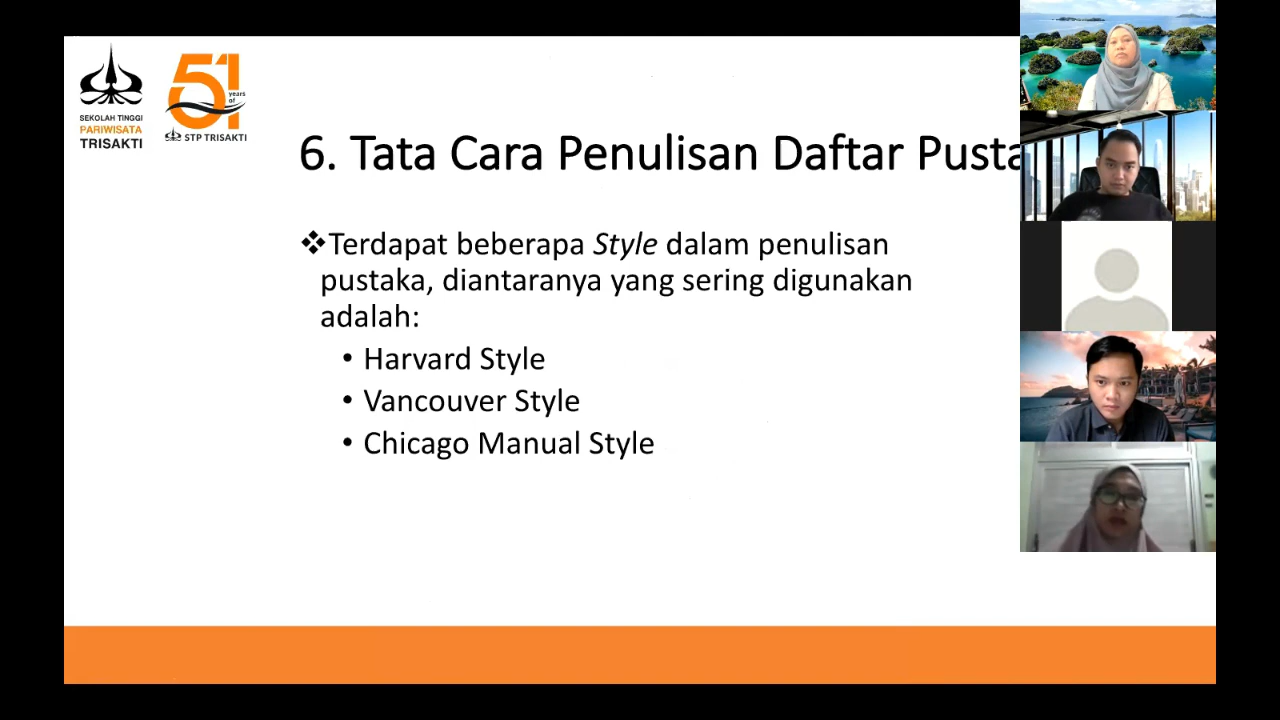 SEKOLAH TINGGI
PARIWISATA
TRISAKTI
51
years
of
STP TRISAKTI
6. Tata Cara Penulisan Daftar Pusta
❖Terdapat beberapa Style dalam penulisan
pustaka, diantaranya yang sering digunakan
adalah:
• Harvard Style
• Vancouver Style
• Chicago Manual Style